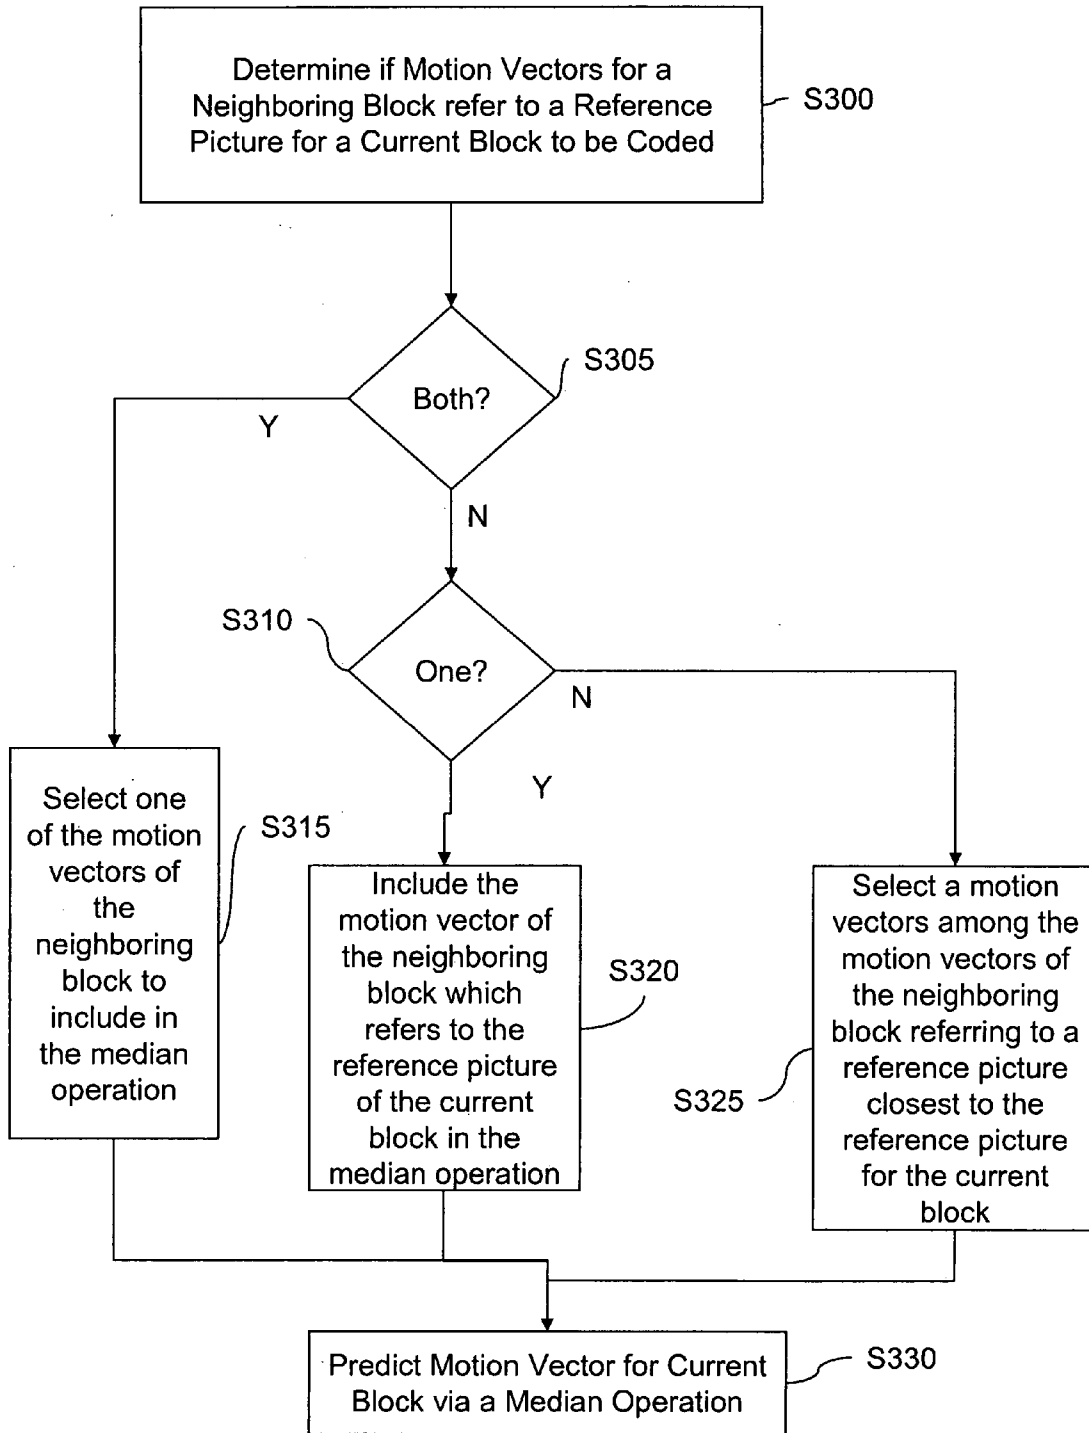 Determine if Motion Vectors for a
Neighboring Block refer to a Reference
Picture for a Current Block to be Coded
S300
Both?
S305
Y
N
S310
One?
N
Y
Select one
of the motion
vectors of
the
neighboring
block to
include in
the median
operation
S315
Include the
motion vector of
the neighboring
block which
refers to the
reference picture
of the current
block in the
median operation
S320
Select a motion
vectors among the
motion vectors of
the neighboring
block referring to a
reference picture
closest to the
reference picture
for the current
block
S325
Predict Motion Vector for Current
Block via a Median Operation
S330